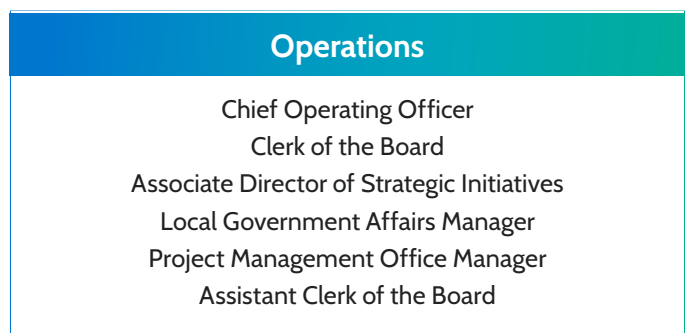 Operations
Chief Operating Officer
Clerk of the Board
Associate Director of Strategic Initiatives
Local Government Affairs Manager
Project Management Office Manager
Assistant Clerk of the Board